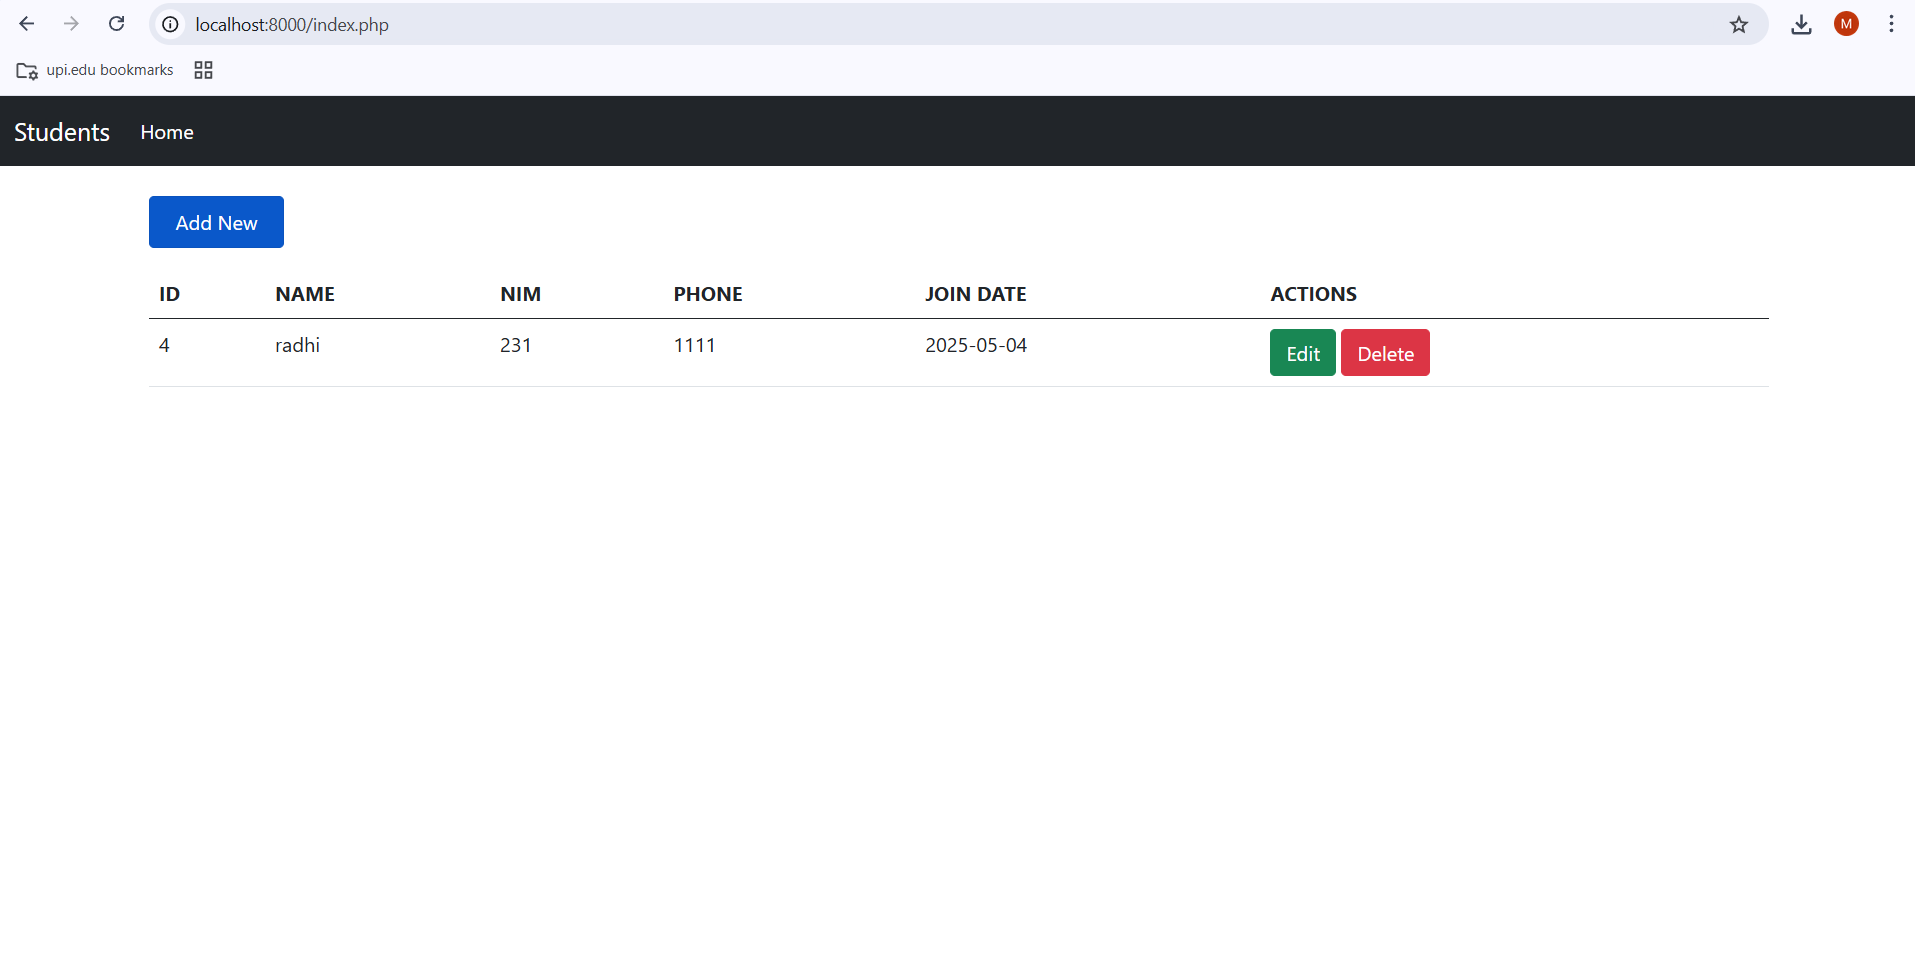 localhost:8000/index.php
M
upi.edu bookmarks
Students Home
Add New
ID NAME NIM PHONE JOIN DATE ACTIONS
4 radhi 231 1111 2025-05-04 Edit Delete